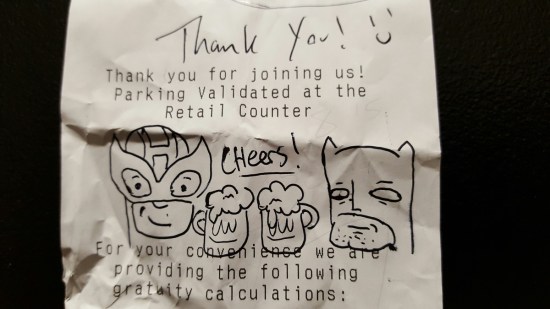 Thank You!
Thank you for joining us!
Parking Validated at the
Retail Counter
CHeers!
For your convenience we are
providing the following
gratuity calculations: